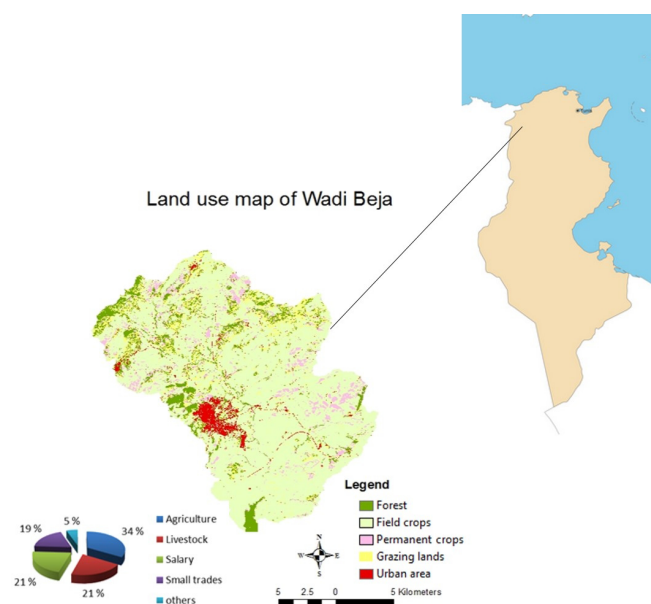 Tunis
Land use map of Wadi Beja
Legend
Forest
Field crops
Permanent crops
Grazing lands
Urban area
5 %
19 %
34 %
21 %
21 %
Agriculture
Livestock
Salary
Small trades
others
N
W E
S
5 2.5 0 5 Kilometers